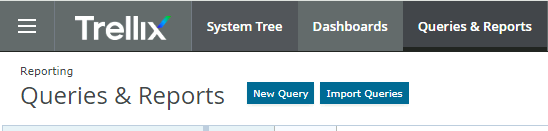 Trellix System Tree Dashboards Queries & Reports
Reporting
Queries & Reports New Query Import Queries